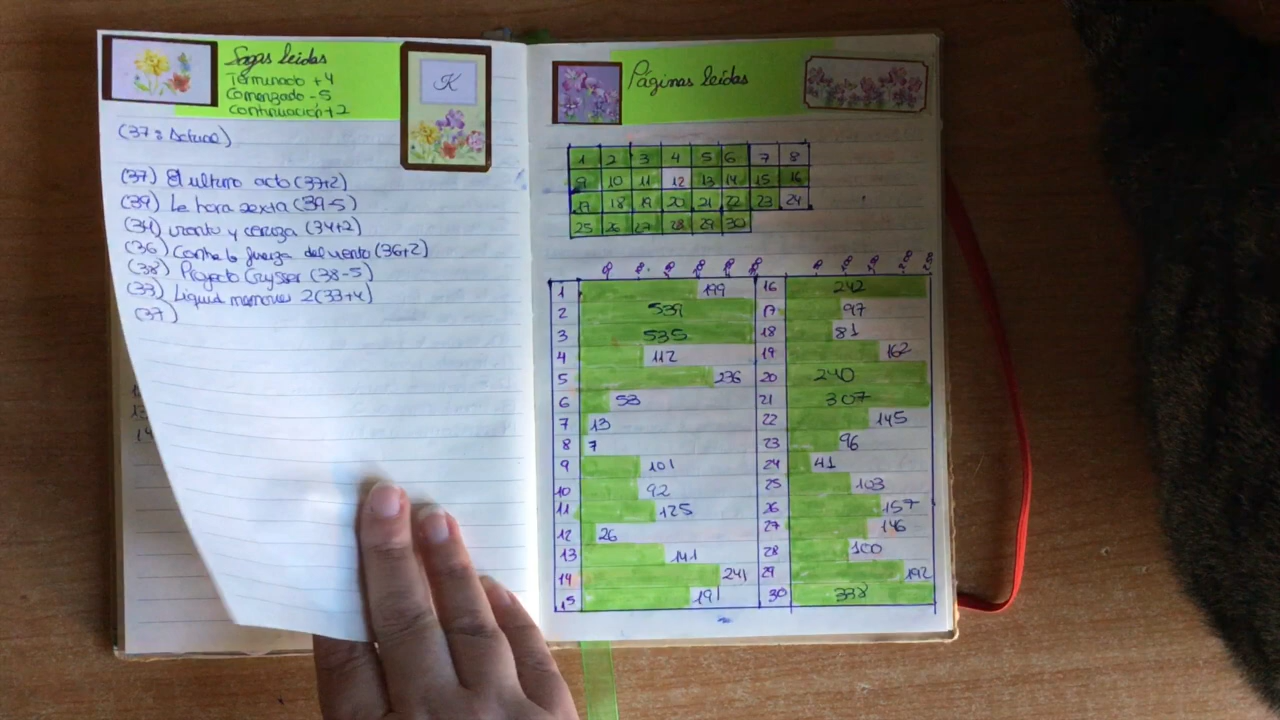 Sagas leidas
Terminado +4
Comenzado -5
Continuación +2
K
(37: Actual)
(37) El ultimo acto (37+2)
(39) La hora sexta (39-5)
(34) viento y ceniza (34+2)
(36) Contra la fuerza del viento (36+2)
(38) Proyecto (38-5)
(33) Liquid memories 2 (33+4)
(37)
Páginas leídas
1 2 3 4 5 6 7 8
9 10 11 12 13 14 15 16
17 18 19 20 21 22 23 24
25 26 27 28 29 30
1 199
2 539
3 535
4 112
5 236
6 53
7 13
8 7
9 101
10 92
11 125
12 26
13 141
14 241
15 191
16 242
17 97
18 81
19 162
20 240
21 307
22 145
23 96
24 41
25 103
26 157
27 146
28 100
29 192
30 338